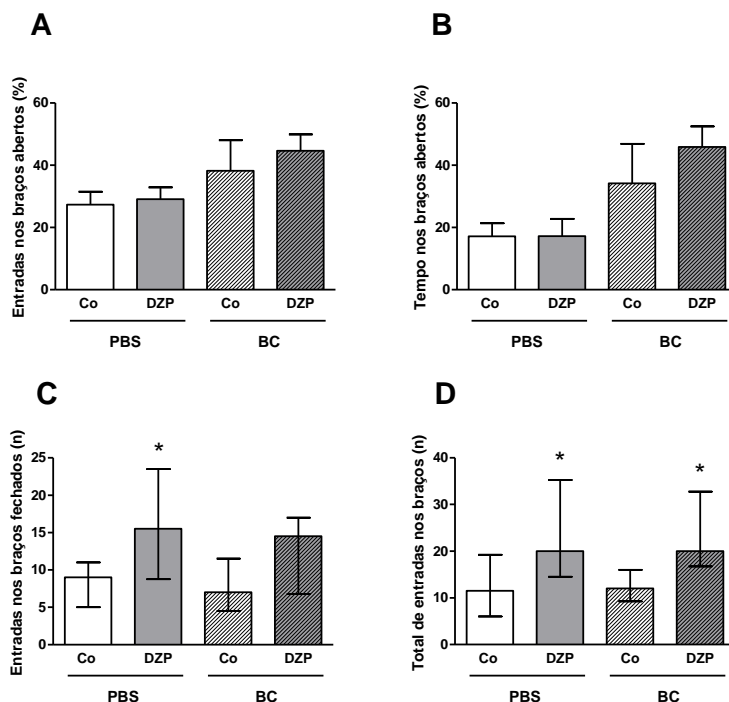 A
Entradas nos braços abertos (%)
60
40
20
0
Co
DZP
Co
DZP
PBS
BC
B
Tempo nos braços abertos (%)
60
40
20
0
Co
DZP
Co
DZP
PBS
BC
C
Entradas nos braços fechados (n)
25
20
15
10
5
0
*
Co
DZP
Co
DZP
PBS
BC
D
Total de entradas nos braços (n)
40
30
20
10
0
*
*
Co
DZP
Co
DZP
PBS
BC